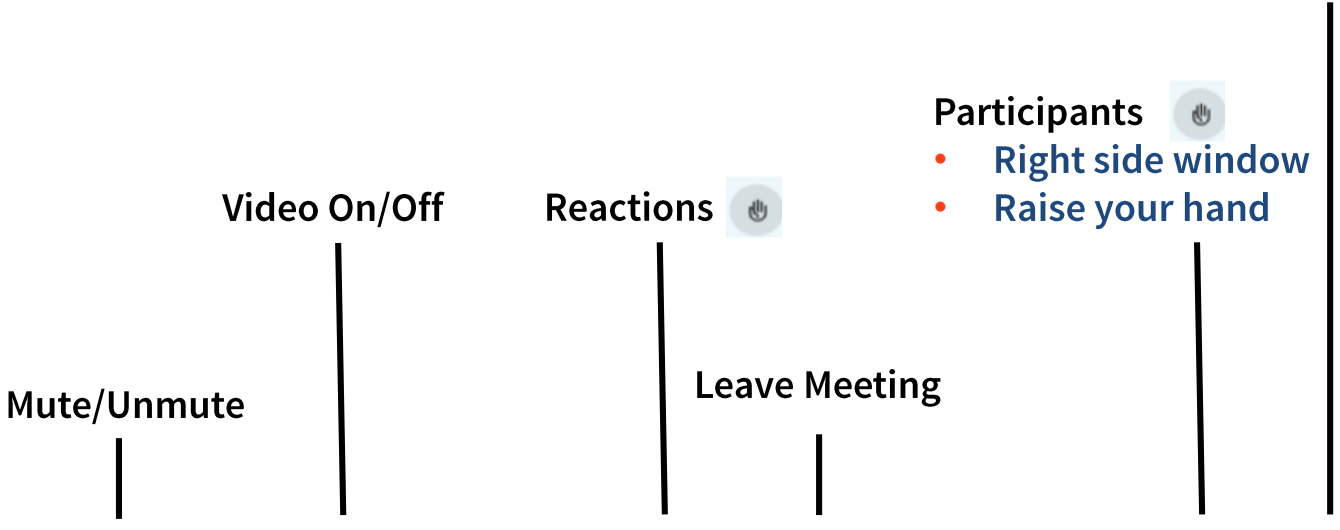 Participants
• Right side window
• Raise your hand
Video On/Off
Reactions
Leave Meeting
Mute/Unmute